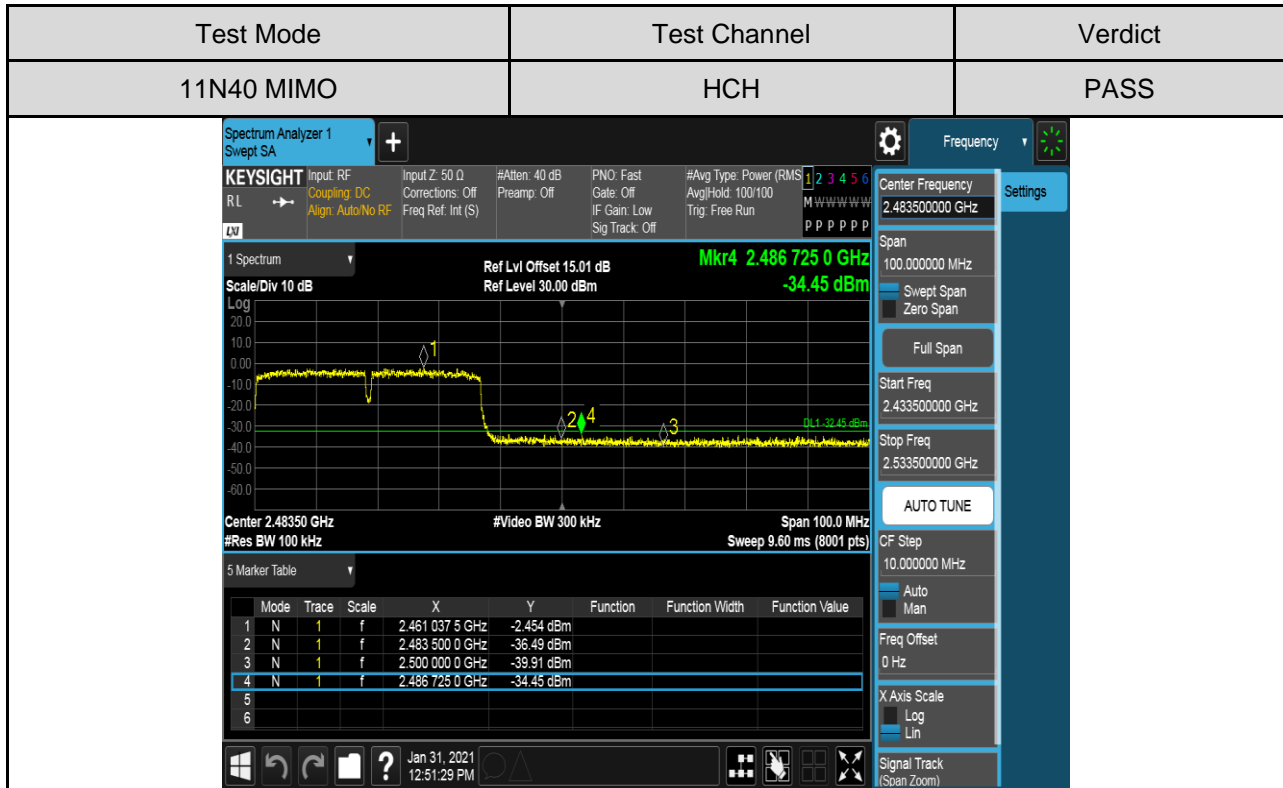 Test Mode Test Channel Verdict
11N40 MIMO HCH PASS
Spectrum Analyzer 1
Swept SA
+
Frequency
KEYSIGHT Input: RF Input Z: 50 Ω #Atten: 40 dB PNO: Fast #Avg Type: Power (RMS 1 2 3 4 5 6
RL Coupling: DC Corrections: Off Preamp: Off Gate: Off Avg|Hold: 100/100 M W W W W W
Align: Auto/No RF Freq Ref: Int (S) IF Gain: Low Trig: Free Run
LXI Sig Track: Off P P P P P P
1 Spectrum
Ref Lvl Offset 15.01 dB Mkr4 2.486 725 0 GHz
Scale/Div 10 dB Ref Level 30.00 dBm -34.45 dBm
Log
20.0
10.0
0.00
-10.0
-20.0
-30.0
-40.0
-50.0
-60.0
1
2
4
3
DL1 -32.45 dBm
Center 2.48350 GHz #Video BW 300 kHz Span 100.0 MHz
#Res BW 100 kHz Sweep 9.60 ms (8001 pts)
5 Marker Table
Mode Trace Scale X Y Function Function Width Function Value
1 N 1 f 2.461 037 5 GHz -2.454 dBm
2 N 1 f 2.483 500 0 GHz -36.49 dBm
3 N 1 f 2.500 000 0 GHz -39.91 dBm
4 N 1 f 2.486 725 0 GHz -34.45 dBm
5
6
?
Jan 31, 2021
12:51:29 PM
Center Frequency
2.483500000 GHz
Settings
Span
100.000000 MHz
Swept Span
Zero Span
Full Span
Start Freq
2.433500000 GHz
Stop Freq
2.533500000 GHz
AUTO TUNE
CF Step
10.000000 MHz
Auto
Man
Freq Offset
0 Hz
X Axis Scale
Log
Lin
Signal Track
(Span Zoom)